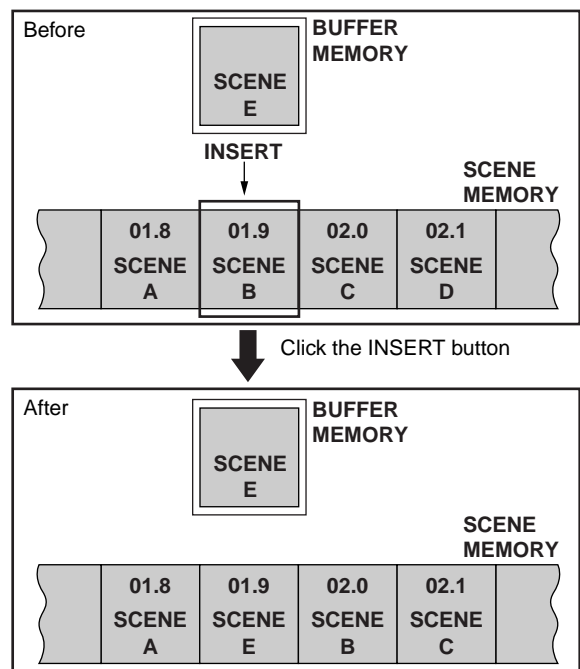 Before
BUFFER
MEMORY
SCENE
E
INSERT
SCENE
MEMORY
01.8 01.9 02.0 02.1
SCENE SCENE SCENE SCENE
A B C D
Click the INSERT button
After
BUFFER
MEMORY
SCENE
E
SCENE
MEMORY
01.8 01.9 02.0 02.1
SCENE SCENE SCENE SCENE
A E B C